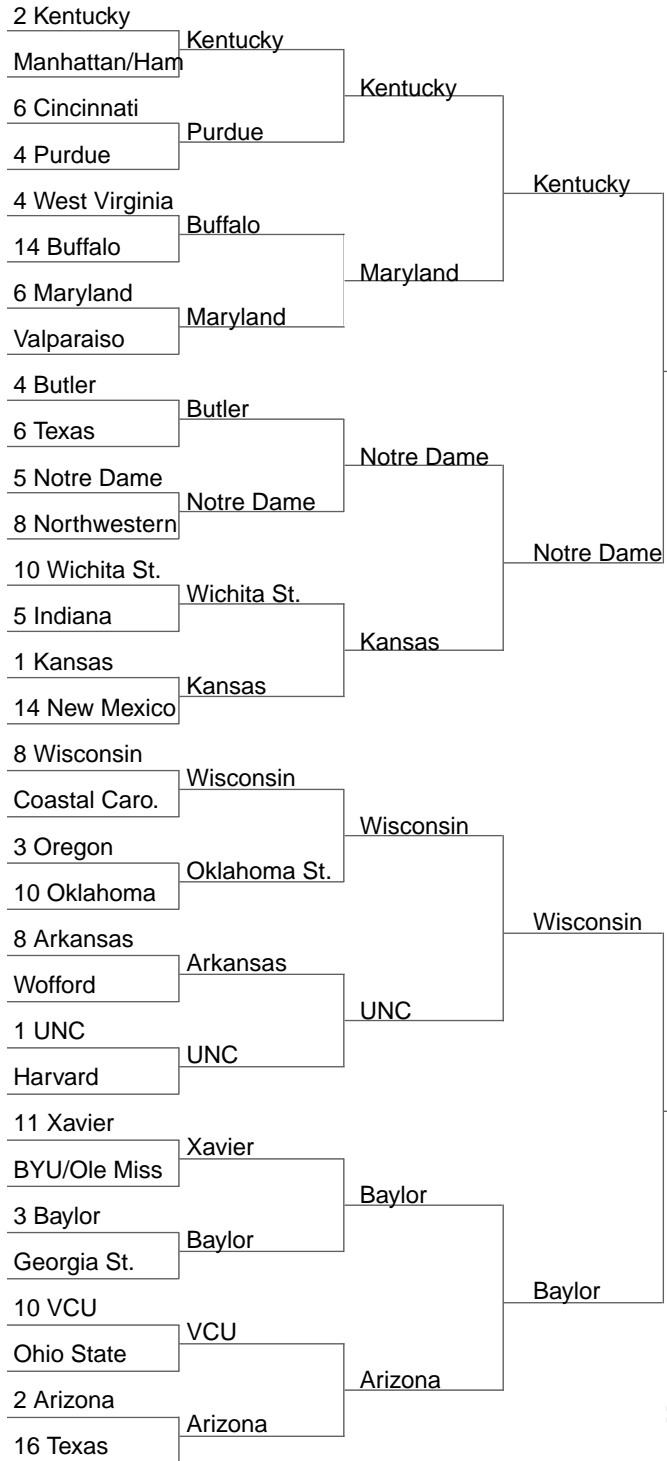 2 Kentucky
Manhattan/Ham
6 Cincinnati
4 Purdue
4 West Virginia
14 Buffalo
6 Maryland
Valparaiso
4 Butler
6 Texas
5 Notre Dame
8 Northwestern
10 Wichita St.
5 Indiana
1 Kansas
14 New Mexico
8 Wisconsin
Coastal Caro.
3 Oregon
10 Oklahoma
8 Arkansas
Wofford
1 UNC
Harvard
11 Xavier
BYU/Ole Miss
3 Baylor
Georgia St.
10 VCU
Ohio State
2 Arizona
16 Texas
Kentucky
Purdue
Buffalo
Maryland
Butler
Notre Dame
Wichita St.
Kansas
Wisconsin
Oklahoma St.
Arkansas
UNC
Xavier
Baylor
VCU
Arizona
Kentucky
Maryland
Notre Dame
Kansas
Wisconsin
UNC
Baylor
Arizona
Kentucky
Notre Dame
Wisconsin
Baylor